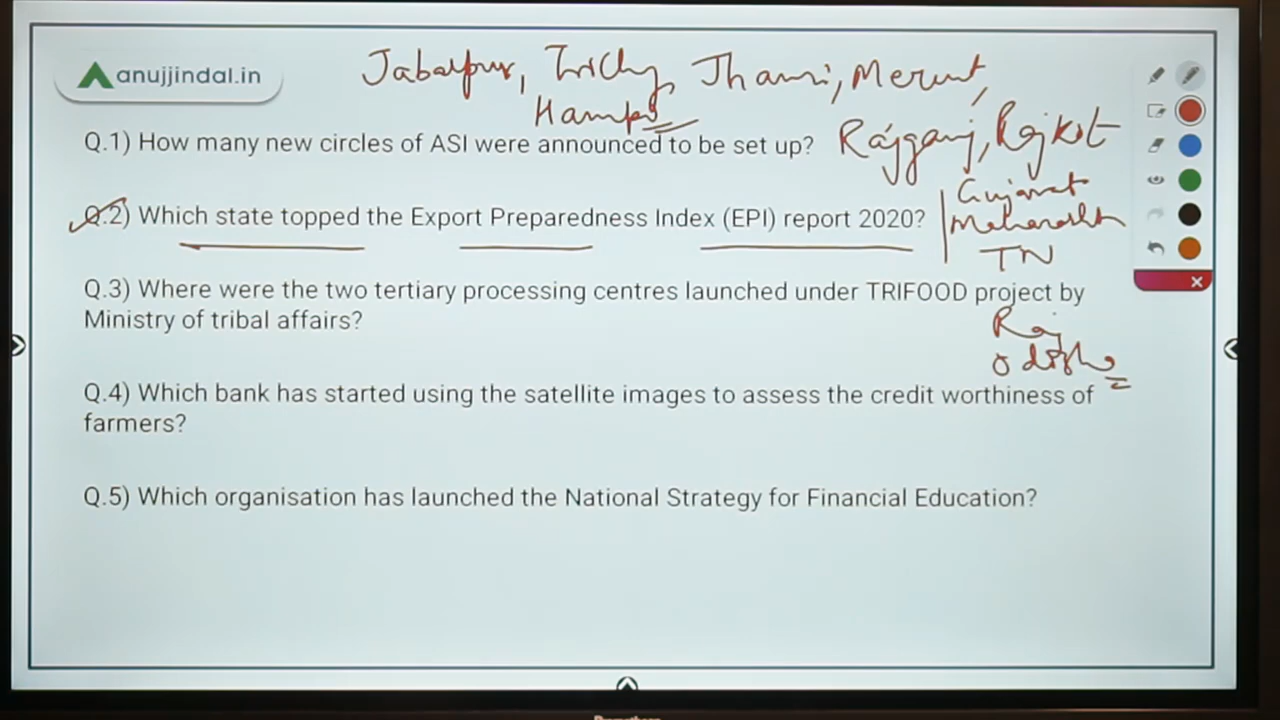 anujjindal.in
Jabalpur, Trichy, Jhansi, Merut,
Hampi
Q.1) How many new circles of ASI were announced to be set up? Raigganj, Rajkot
Gujarat
Q.2) Which state topped the Export Preparedness Index (EPI) report 2020? Maharashtra
TN
Q.3) Where were the two tertiary processing centres launched under TRIFOOD project by
Ministry of tribal affairs? Raj
Odisha
Q.4) Which bank has started using the satellite images to assess the credit worthiness of
farmers?
Q.5) Which organisation has launched the National Strategy for Financial Education?